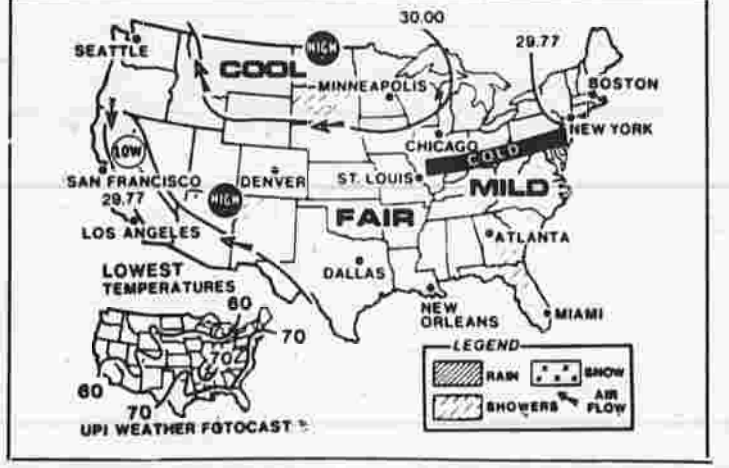 30.00
29.77
SEATTLE
HIGH
COOL
MINNEAPOLIS
BOSTON
NEW YORK
CHICAGO
COLD
LOW
SAN FRANCISCO
29.77
DENVER
ST. LOUIS
MILD
HIGH
FAIR
LOS ANGELES
ATLANTA
LOWEST
TEMPERATURES
DALLAS
NEW
ORLEANS
MIAMI
60
70
70
60
70
LEGEND
RAIN
SNOW
SHOWERS
AIR
FLOW
UPI WEATHER FOTOCAST